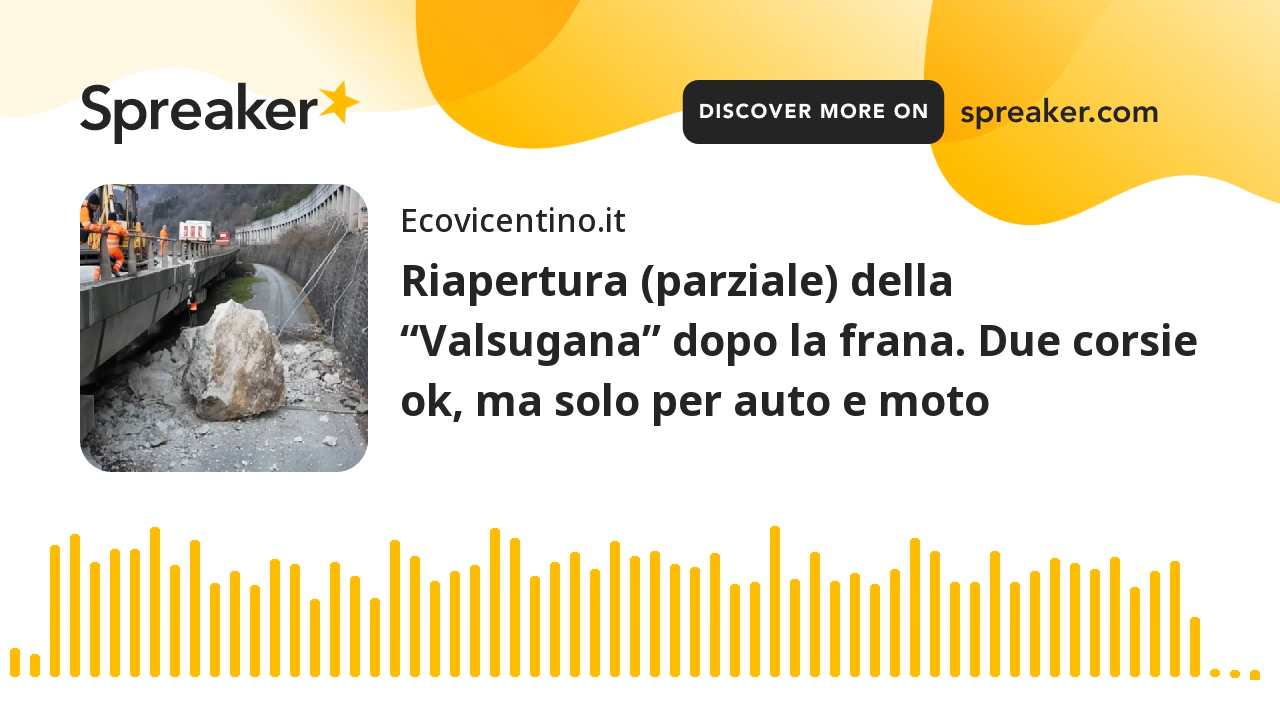 Spreaker
DISCOVER MORE ON
spreaker.com
Ecovicentino.it
Riapertura (parziale) della
“Valsugana” dopo la frana. Due corsie
ok, ma solo per auto e moto